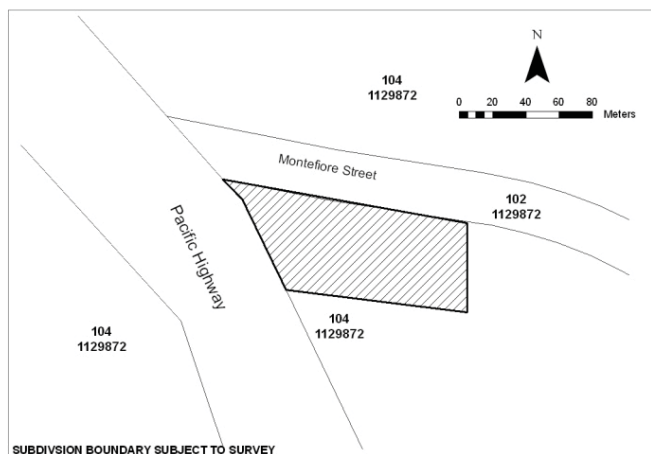 N
104
1129872
0 20 40 60 80
Meters
Montefiore Street
102
1129872
Pacific Highway
104
1129872
104
1129872
SUBDIVSION BOUNDARY SUBJECT TO SURVEY